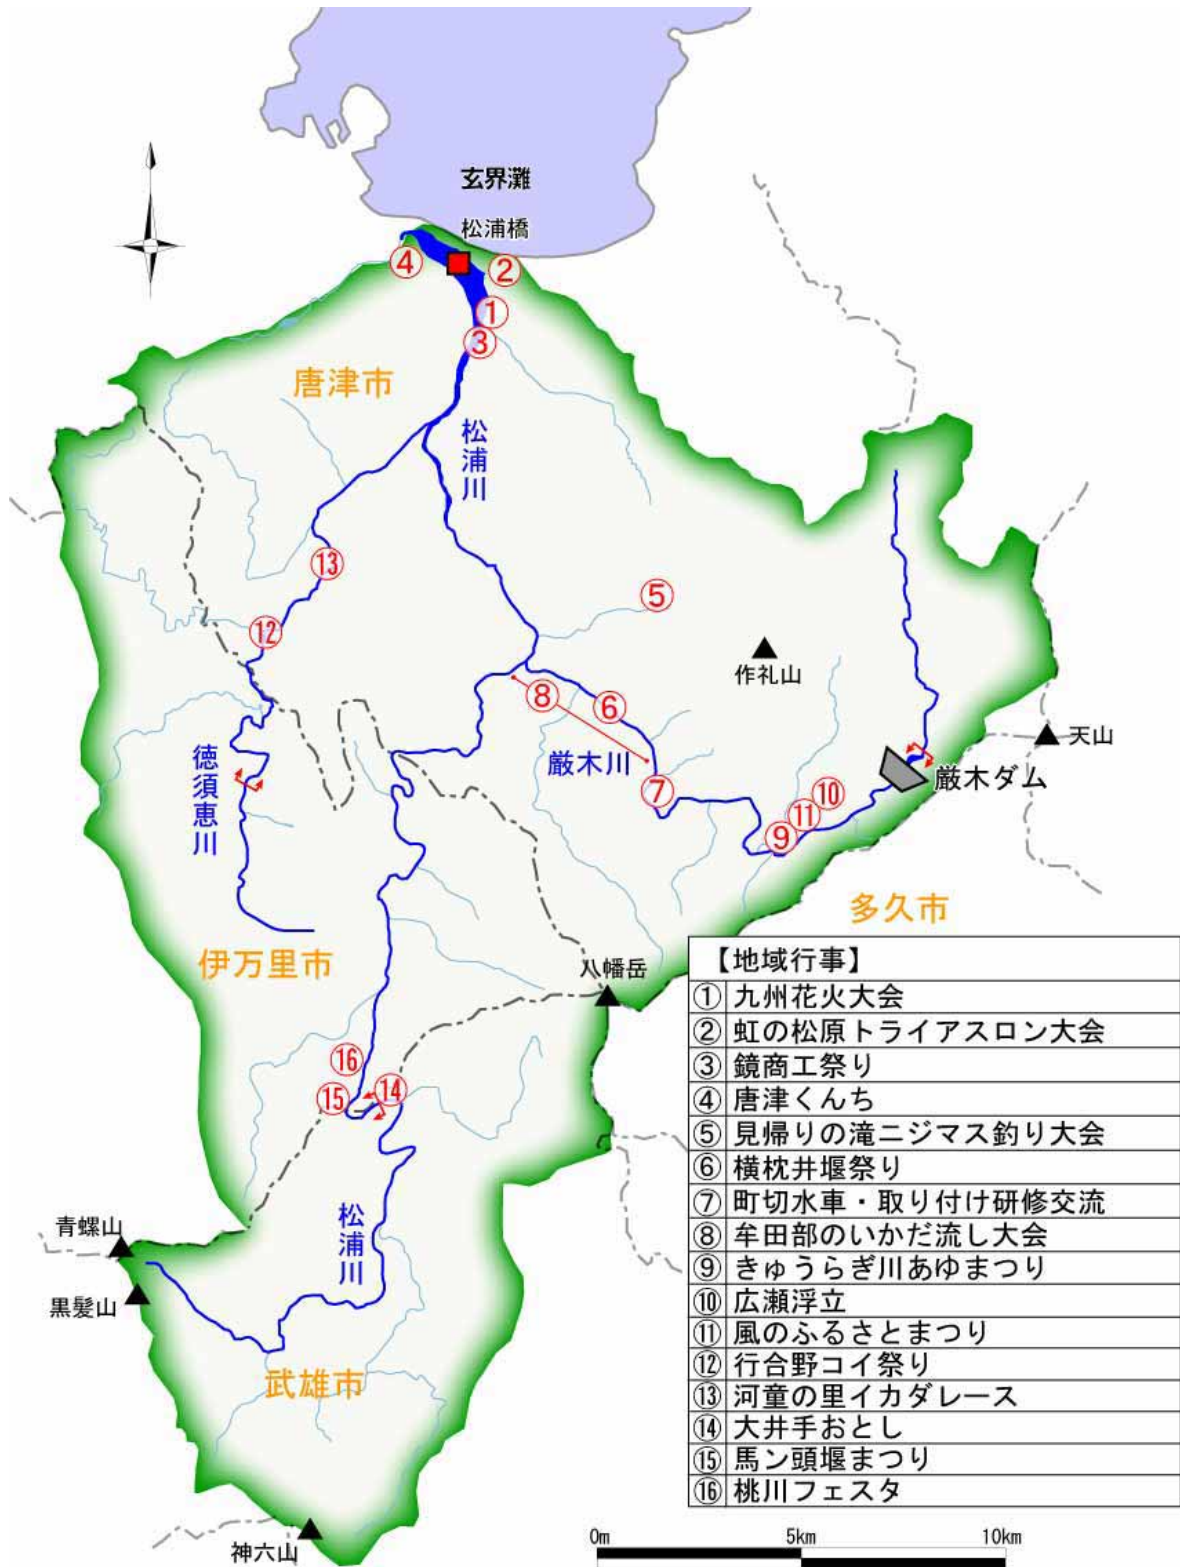 玄界灘
松浦橋
④
②
①
③
唐津市
松浦川
⑬
⑤
⑫
作礼山
⑧
⑥
天山
厳木川
徳須恵川
厳木ダム
⑦
⑩
⑪
⑨
多久市
伊万里市
八幡岳
⑯
⑮
⑭
松浦川
青螺山
黒髪山
武雄市
神六山
【地域行事】
① 九州花火大会
② 虹の松原トライアスロン大会
③ 鏡商工祭り
④ 唐津くんち
⑤ 見帰りの滝ニジマス釣り大会
⑥ 横枕井堰祭り
⑦ 町切水車・取り付け研修交流
⑧ 牟田部のいかだ流し大会
⑨ きゅうらぎ川あゆまつり
⑩ 広瀬浮立
⑪ 風のふるさとまつり
⑫ 行合野コイ祭り
⑬ 河童の里イカダレース
⑭ 大井手おとし
⑮ 馬ン頭堰まつり
⑯ 桃川フェスタ
0m 5km 10km